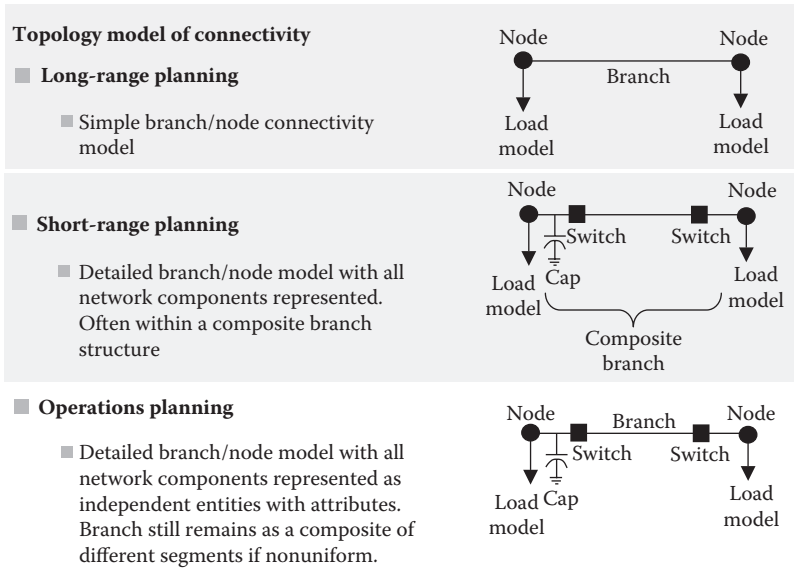 Topology model of connectivity
Long-range planning
Simple branch/node connectivity
model
Node
Node
Branch
Load
model
Load
model
Short-range planning
Detailed branch/node model with all
network components represented.
Often within a composite branch
structure
Node
Node
Switch
Switch
Cap
Load
model
Load
model
Composite
branch
Operations planning
Detailed branch/node model with all
network components represented as
independent entities with attributes.
Branch still remains as a composite of
different segments if nonuniform.
Node
Branch
Node
Switch
Switch
Cap
Load
model
Load
model